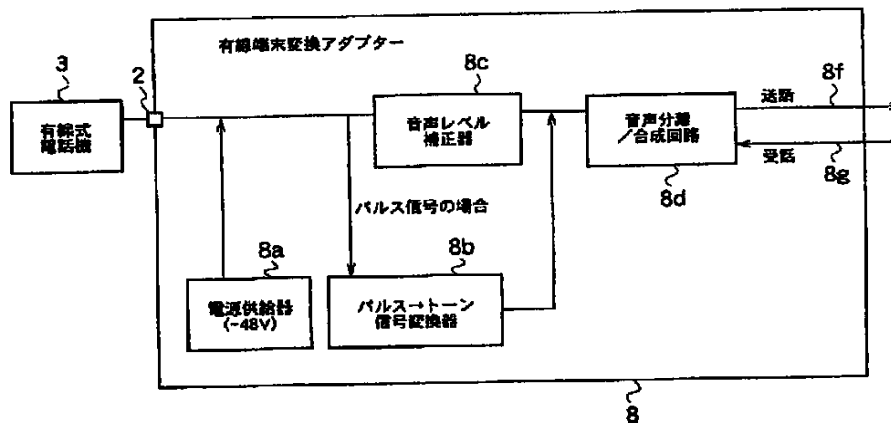 有線端末変換アダプター
3
2
8c
8f
有線式
電話機
音声レベル
補正器
音声分離
/合成回路
送話
受話
8g
8d
パルス信号の場合
8a
8b
電源供給器
(-48V)
パルス→トーン
信号変換器
8